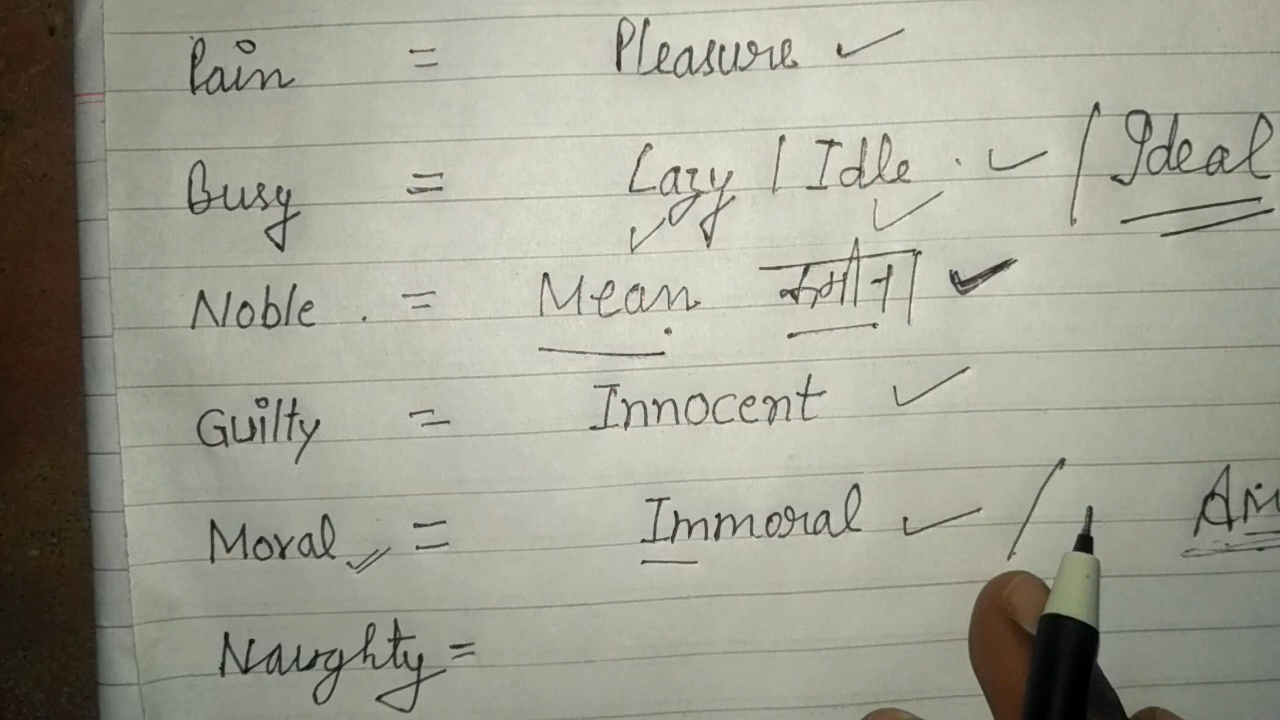 Pain = Pleasure ✓
Busy = Lazy / Idle . ✓ / Ideal
Noble . = Mean. कमीना ✓
Guilty = Innocent ✓
Moral = Immoral ✓ /
Naughty =